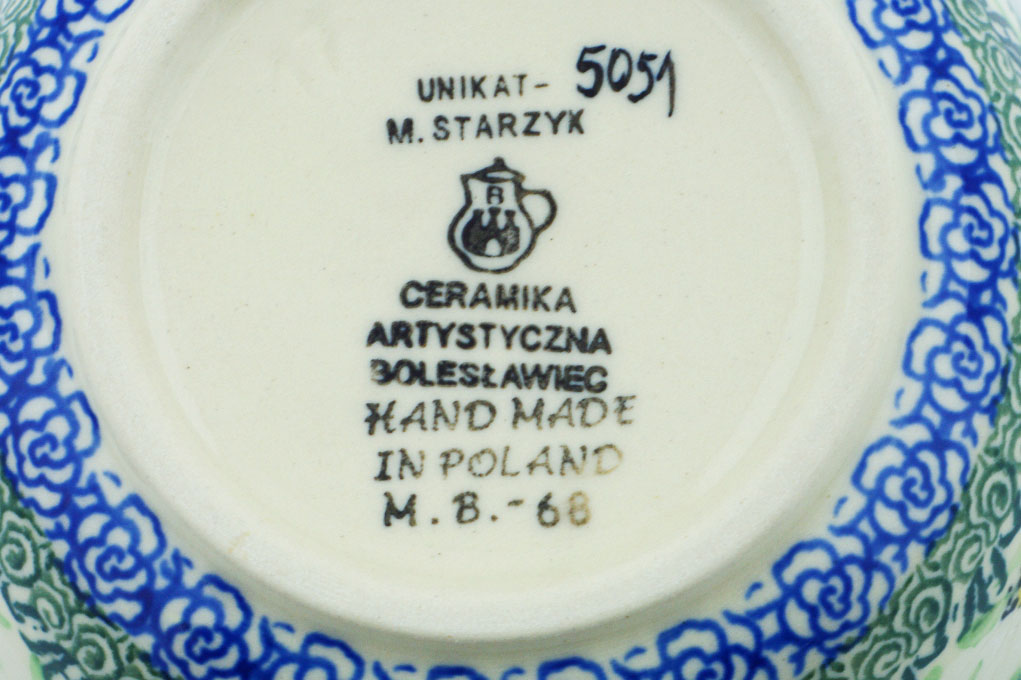 UNIKAT- 5051
M. STARZYK
B
CERAMIKA
ARTYSTYCZNA
BOLESŁAWIEC
HAND MADE
IN POLAND
M.B.-68